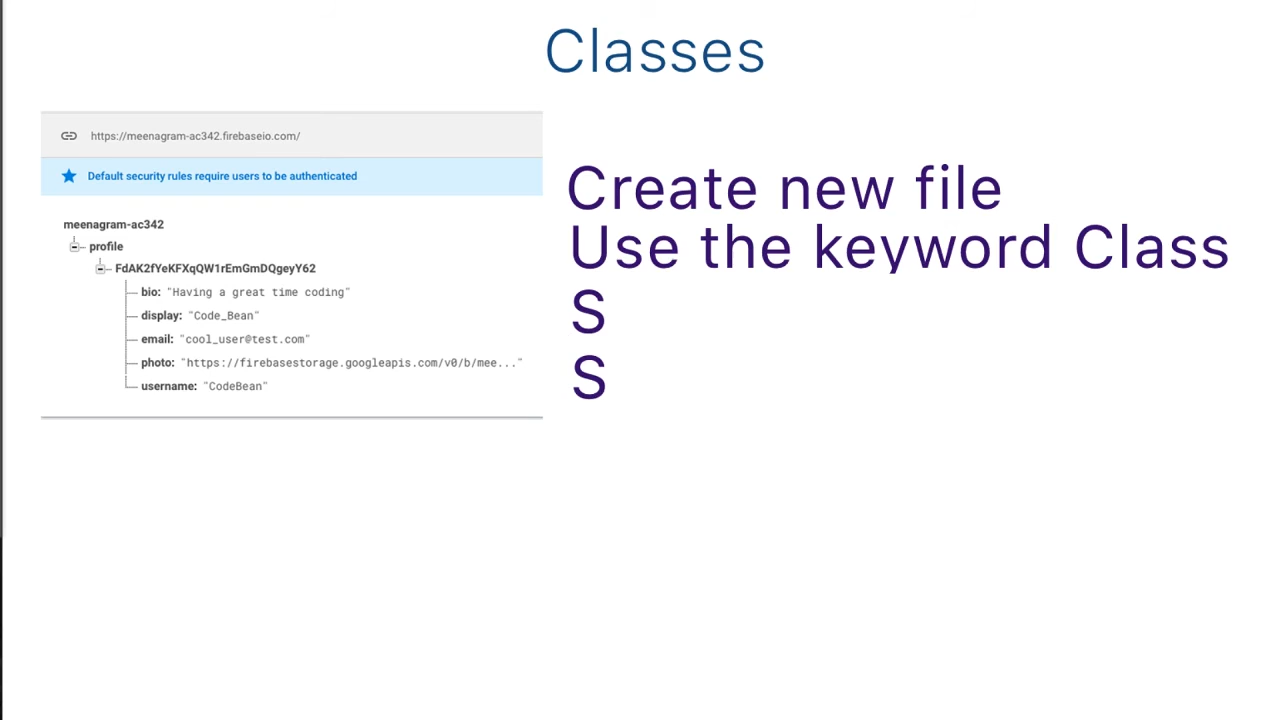 Classes
https://meenagram-ac342.firebaseio.com/
Default security rules require users to be authenticated
meenagram-ac342
profile
FdAK2fYeKFXqQW1rEmGmDQgeyY62
bio: "Having a great time coding"
display: "Code_Bean"
email: "cool_user@test.com"
photo: "https://firebasestorage.googleapis.com/v0/b/mee..."
username: "CodeBean"
Create new file
Use the keyword Class
S
S